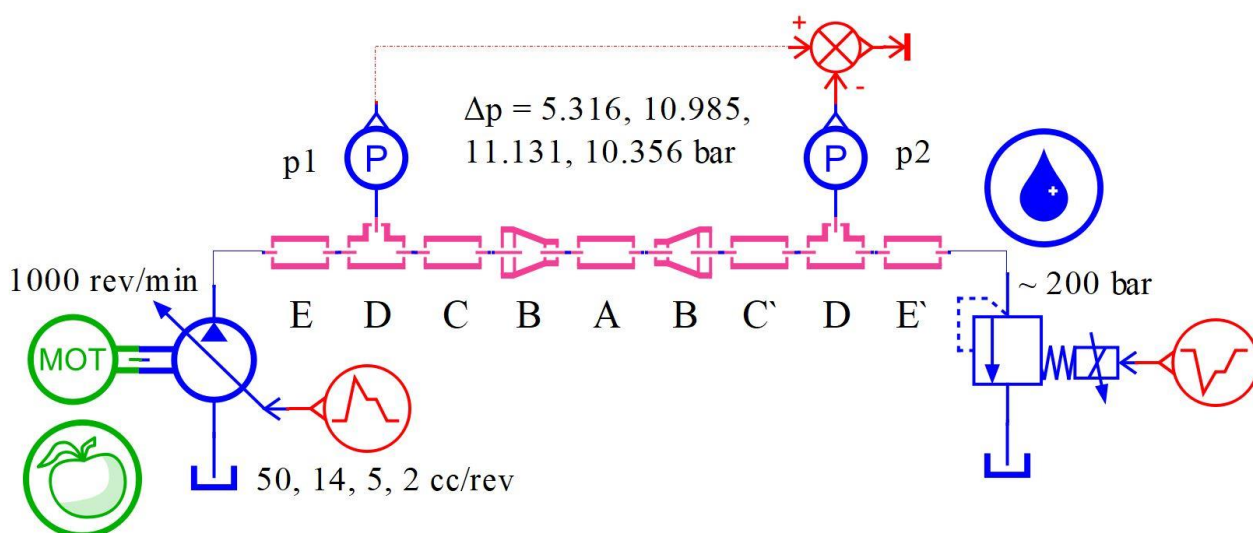 +
-
Δp = 5.316, 10.985,
11.131, 10.356 bar
p1
P
P
p2
1000 rev/min
~ 200 bar
E D C B A B C` D E`
MOT
50, 14, 5, 2 cc/rev